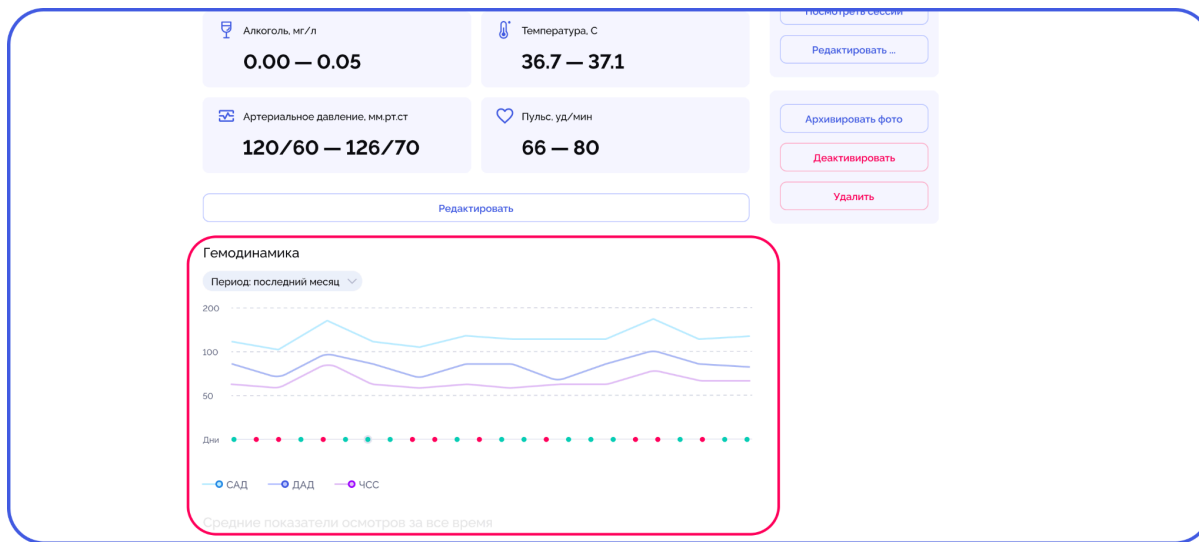 Алкоголь, мг/л
0.00 — 0.05
Температура, С
36.7 — 37.1
Артериальное давление, мм.рт.ст
120/60 — 126/70
Пульс, уд/мин
66 — 80
Редактировать
Посмотреть сессии
Редактировать ...
Архивировать фото
Деактивировать
Удалить
Гемодинамика
Период: последний месяц
200
100
50
Дни
САД
ДАД
ЧСС
Средние показатели осмотров за все время